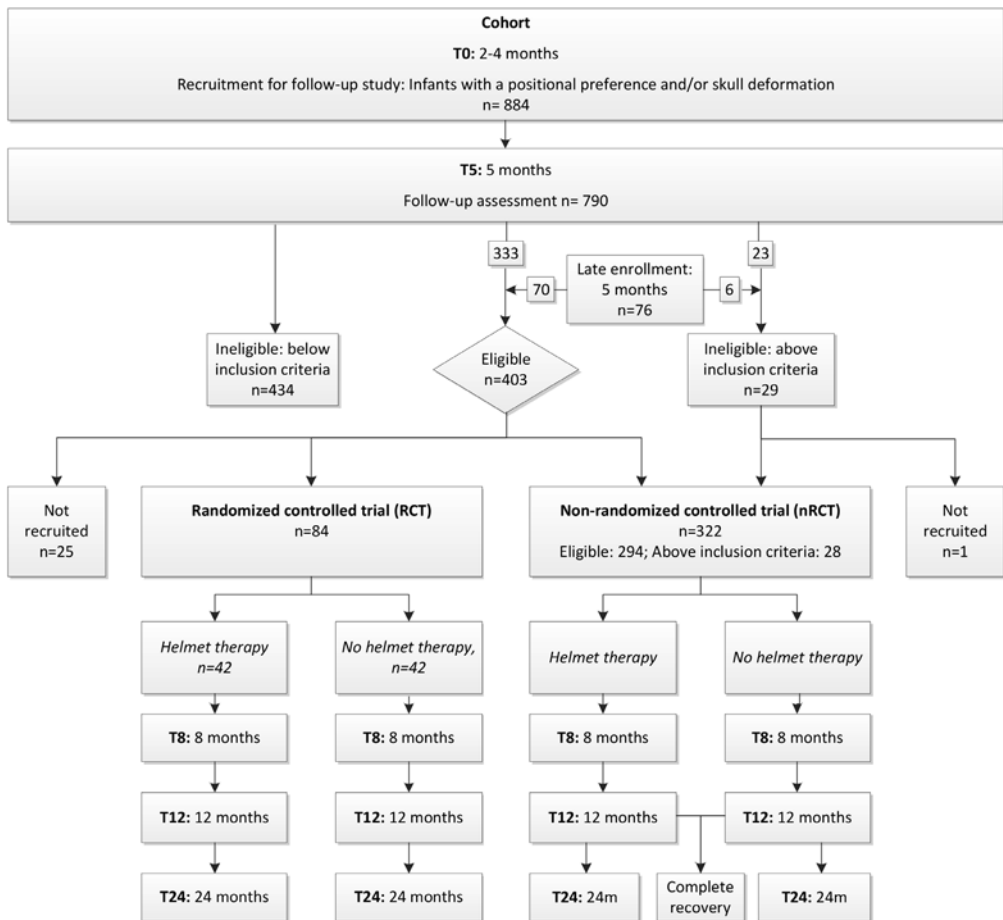 Cohort
T0: 2-4 months
Recruitment for follow-up study: Infants with a positional preference and/or skull deformation
n= 884
T5: 5 months
Follow-up assessment n= 790
333
23
Late enrollment:
5 months
n=76
70
6
Ineligible: below
inclusion criteria
n=434
Eligible
n=403
Ineligible: above
inclusion criteria
n=29
Not
recruited
n=25
Randomized controlled trial (RCT)
n=84
Non-randomized controlled trial (nRCT)
n=322
Eligible: 294; Above inclusion criteria: 28
Not
recruited
n=1
Helmet therapy
n=42
No helmet therapy,
n=42
Helmet therapy
No helmet therapy
T8: 8 months
T8: 8 months
T8: 8 months
T8: 8 months
T12: 12 months
T12: 12 months
T12: 12 months
T12: 12 months
T24: 24 months
T24: 24 months
T24: 24m
Complete
recovery
T24: 24m